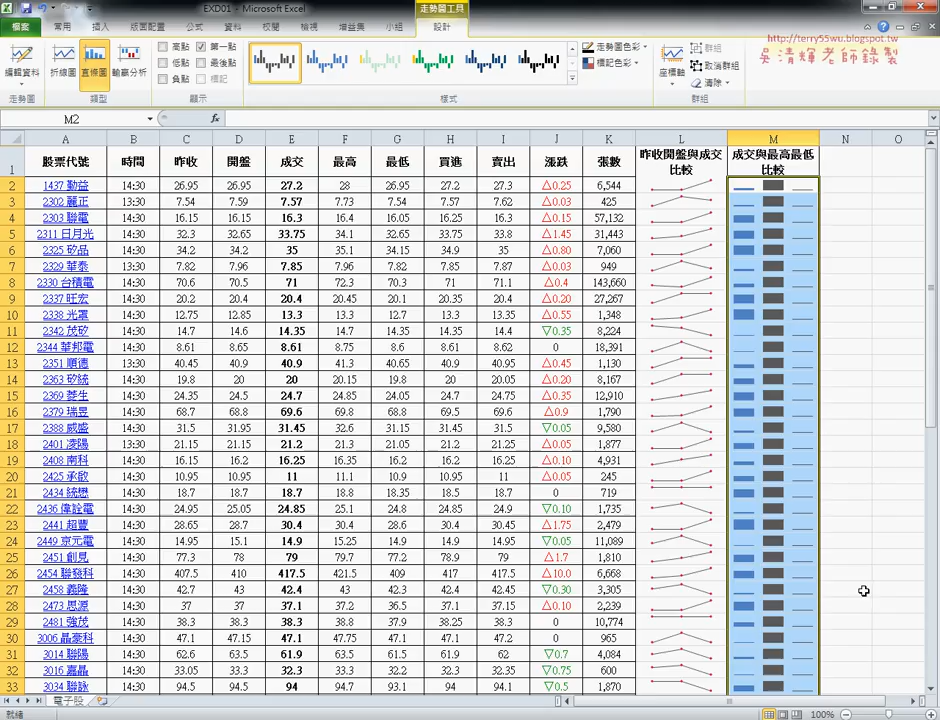 EXD01 - Microsoft Excel
走勢圖工具
檔案 常用 插入 版面配置 公式 資料 校閱 檢視 增益集 小組 設計
http://terry55wu.blogspot.tw
吳清輝老師錄製
編輯資料 折線圖 直條圖 輸贏分析
高點 第一點
低點 最後點
負點 標記
走勢圖色彩
標記色彩
座標軸
群組
取消群組
清除
走勢圖 類型 顯示 樣式 群組
M2 fx
A B C D E F G H I J K L M N O
1 股票代號 時間 昨收 開盤 成交 最高 最低 買進 賣出 漲跌 張數 昨收開盤與成交比較 成交與最高最低比較
2 1437 勤益 14:30 26.95 26.95 27.2 28 26.95 27.2 27.3 △0.25 6,544
3 2302 麗正 13:30 7.54 7.59 7.57 7.73 7.54 7.57 7.62 △0.03 425
4 2303 聯電 14:30 16.15 16.15 16.3 16.4 16.05 16.25 16.3 △0.15 57,132
5 2311 日月光 14:30 32.3 32.65 33.75 34.1 32.65 33.75 33.8 △1.45 31,443
6 2325 矽品 14:30 34.2 34.2 35 35.1 34.15 34.9 35 △0.80 7,060
7 2329 華泰 13:30 7.82 7.96 7.85 7.96 7.82 7.85 7.87 △0.03 949
8 2330 台積電 14:30 70.6 70.5 71 72.3 70.3 71 71.1 △0.4 143,660
9 2337 旺宏 14:30 20.2 20.4 20.4 20.45 20.1 20.35 20.4 △0.20 27,267
10 2338 光罩 14:30 12.75 12.85 13.3 13.4 12.8 13.3 13.35 △0.55 1,348
11 2342 茂矽 14:30 14.7 14.6 14.35 14.7 14.35 14.35 14.4 ▽0.35 8,224
12 2344 華邦電 14:30 8.61 8.65 8.61 8.75 8.6 8.61 8.62 0 18,391
13 2351 順德 13:30 40.45 40.9 40.9 41.3 40.65 40.9 40.95 △0.45 1,130
14 2363 矽統 14:30 19.8 20 20 20.15 19.8 20 20.05 △0.20 8,167
15 2369 菱生 14:30 24.35 24.5 24.7 24.85 24.05 24.7 24.75 △0.35 12,910
16 2379 瑞昱 14:30 68.7 68.8 69.6 69.8 68.8 69.5 69.6 △0.9 1,790
17 2388 威盛 14:30 31.5 31.95 31.45 32.6 31.15 31.45 31.5 ▽0.05 9,580
18 2401 凌陽 13:30 21.15 21.15 21.2 21.3 21.05 21.2 21.25 △0.05 1,877
19 2408 南科 14:30 16.15 16.2 16.25 16.35 16.2 16.2 16.25 △0.10 4,931
20 2425 承啟 14:30 10.95 10.95 11 11.1 10.9 10.95 11 △0.05 245
21 2434 統懋 14:30 18.7 18.7 18.7 18.8 18.35 18.5 18.7 0 719
22 2436 偉詮電 14:30 24.95 25.05 24.85 25.1 24.8 24.85 24.9 ▽0.10 1,735
23 2441 超豐 14:30 28.65 28.7 30.4 30.4 28.6 30.4 30.45 △1.75 2,479
24 2449 京元電 14:30 14.95 15.1 14.9 15.25 14.9 14.9 14.95 ▽0.05 11,089
25 2451 創見 14:30 77.3 78 79 79.7 77.2 78.9 79 △1.7 1,810
26 2454 聯發科 14:30 407.5 410 417.5 421.5 409 417 417.5 △10.0 6,668
27 2458 義隆 14:30 42.7 43 42.4 43 42.3 42.4 42.45 ▽0.30 3,305
28 2473 思源 14:30 37 37 37.1 37.2 36.5 37.1 37.15 △0.10 2,239
29 2481 強茂 14:30 38.3 38.3 38.3 38.8 37.9 38.25 38.3 0 10,774
30 3006 晶豪科 14:30 47.1 47.15 47.1 47.75 47.1 47.1 47.2 0 965
31 3014 聯陽 14:30 62.6 63.5 61.9 63.5 61.5 61.9 62 ▽0.7 4,084
32 3016 嘉晶 14:30 33.05 33.3 32.3 33.3 32.2 32.3 32.35 ▽0.75 600
33 3034 聯詠 14:30 94.5 94.5 94 94.7 93.1 94 94.1 ▽0.5 1,870
電子股
就緒 100%